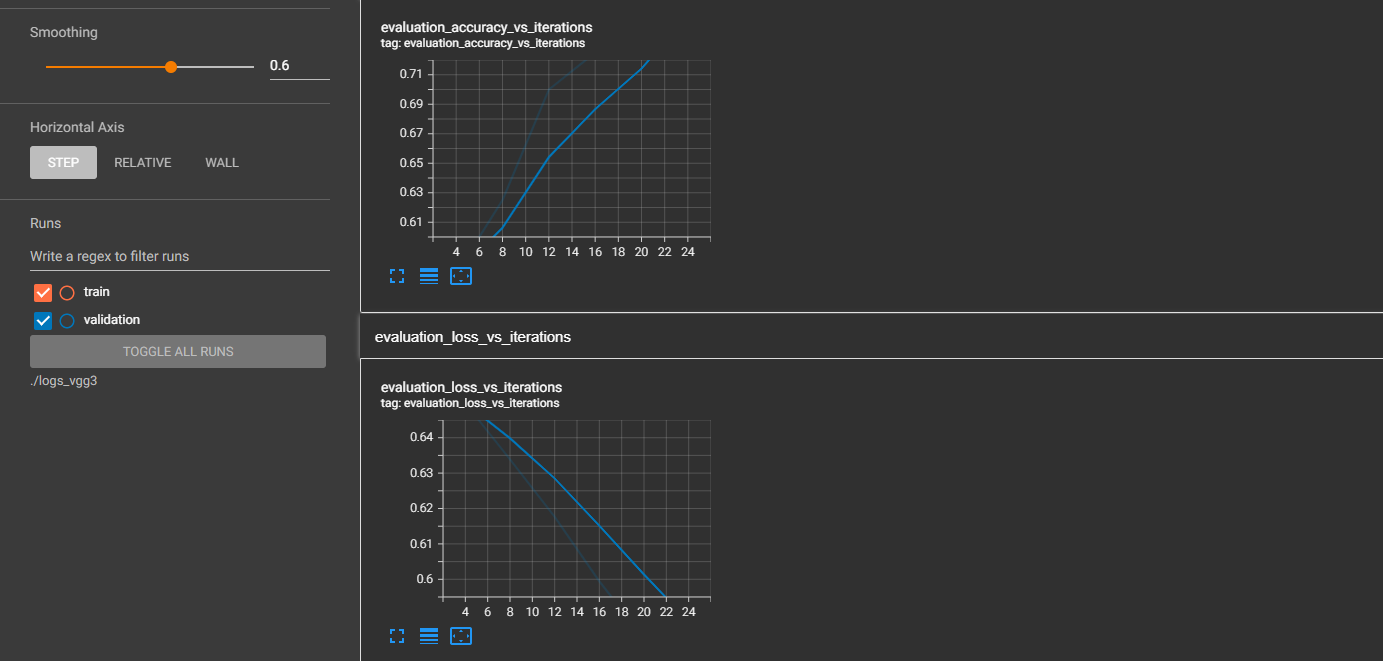 Smoothing
0.6
Horizontal Axis
STEP RELATIVE WALL
Runs
Write a regex to filter runs
train
validation
TOGGLE ALL RUNS
./logs_vgg3
evaluation_accuracy_vs_iterations
tag: evaluation_accuracy_vs_iterations
0.71
0.69
0.67
0.65
0.63
0.61
4 6 8 10 12 14 16 18 20 22 24
evaluation_loss_vs_iterations
evaluation_loss_vs_iterations
tag: evaluation_loss_vs_iterations
0.64
0.63
0.62
0.61
0.6
4 6 8 10 12 14 16 18 20 22 24